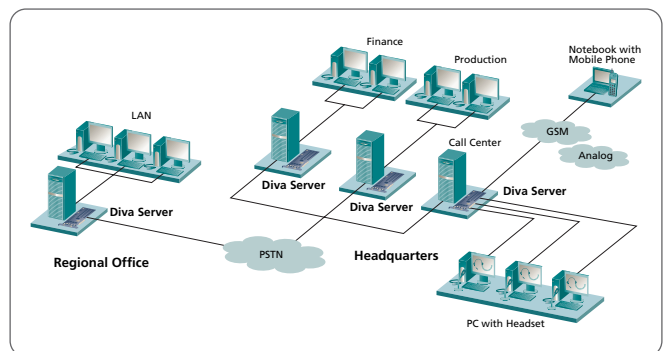 Finance
Production
Notebook with
Mobile Phone
LAN
GSM
Analog
Call Center
Diva Server
Diva Server
Diva Server
Diva Server
PSTN
Regional Office
Headquarters
PC with Headset